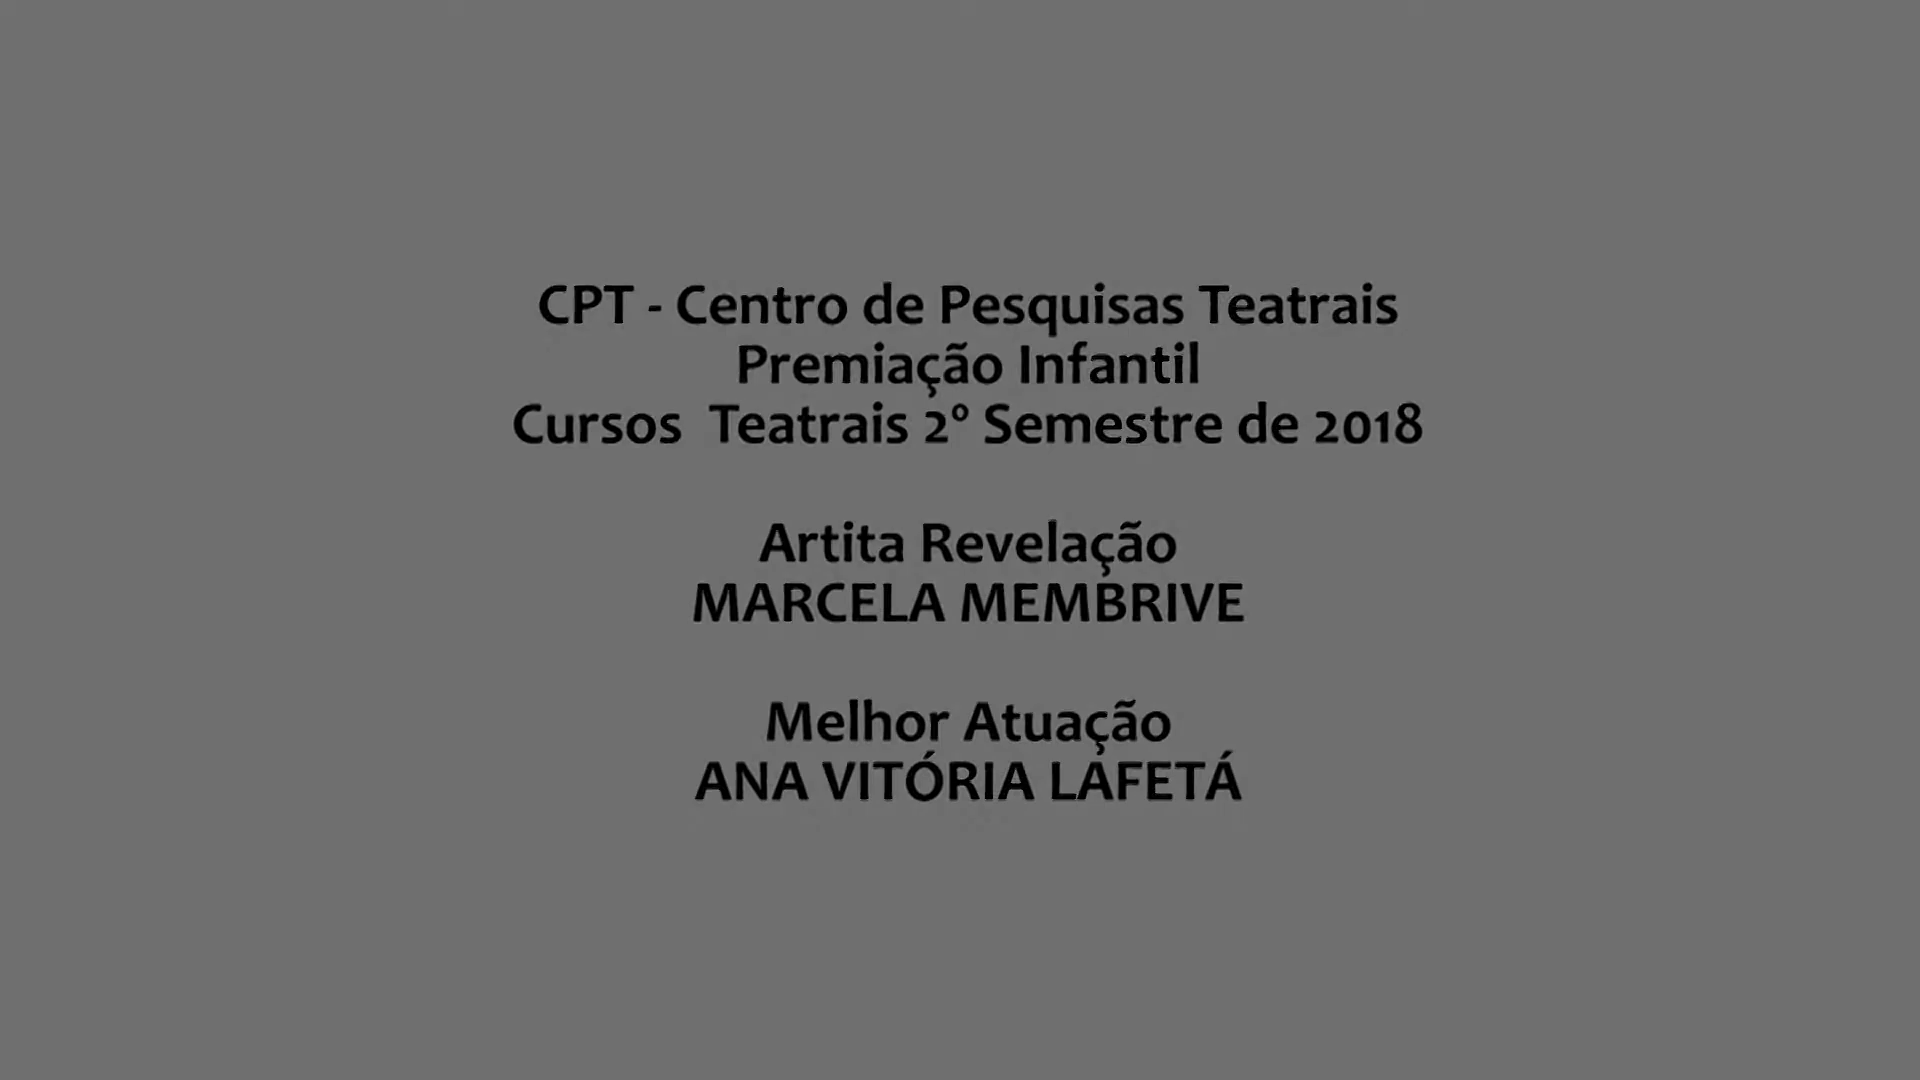 CPT - Centro de Pesquisas Teatrais
Premiação Infantil
Cursos  Teatrais 2º Semestre de 2018
Artita Revelação
MARCELA MEMBRIVE
Melhor Atuação
ANA VITÓRIA LAFETÁ